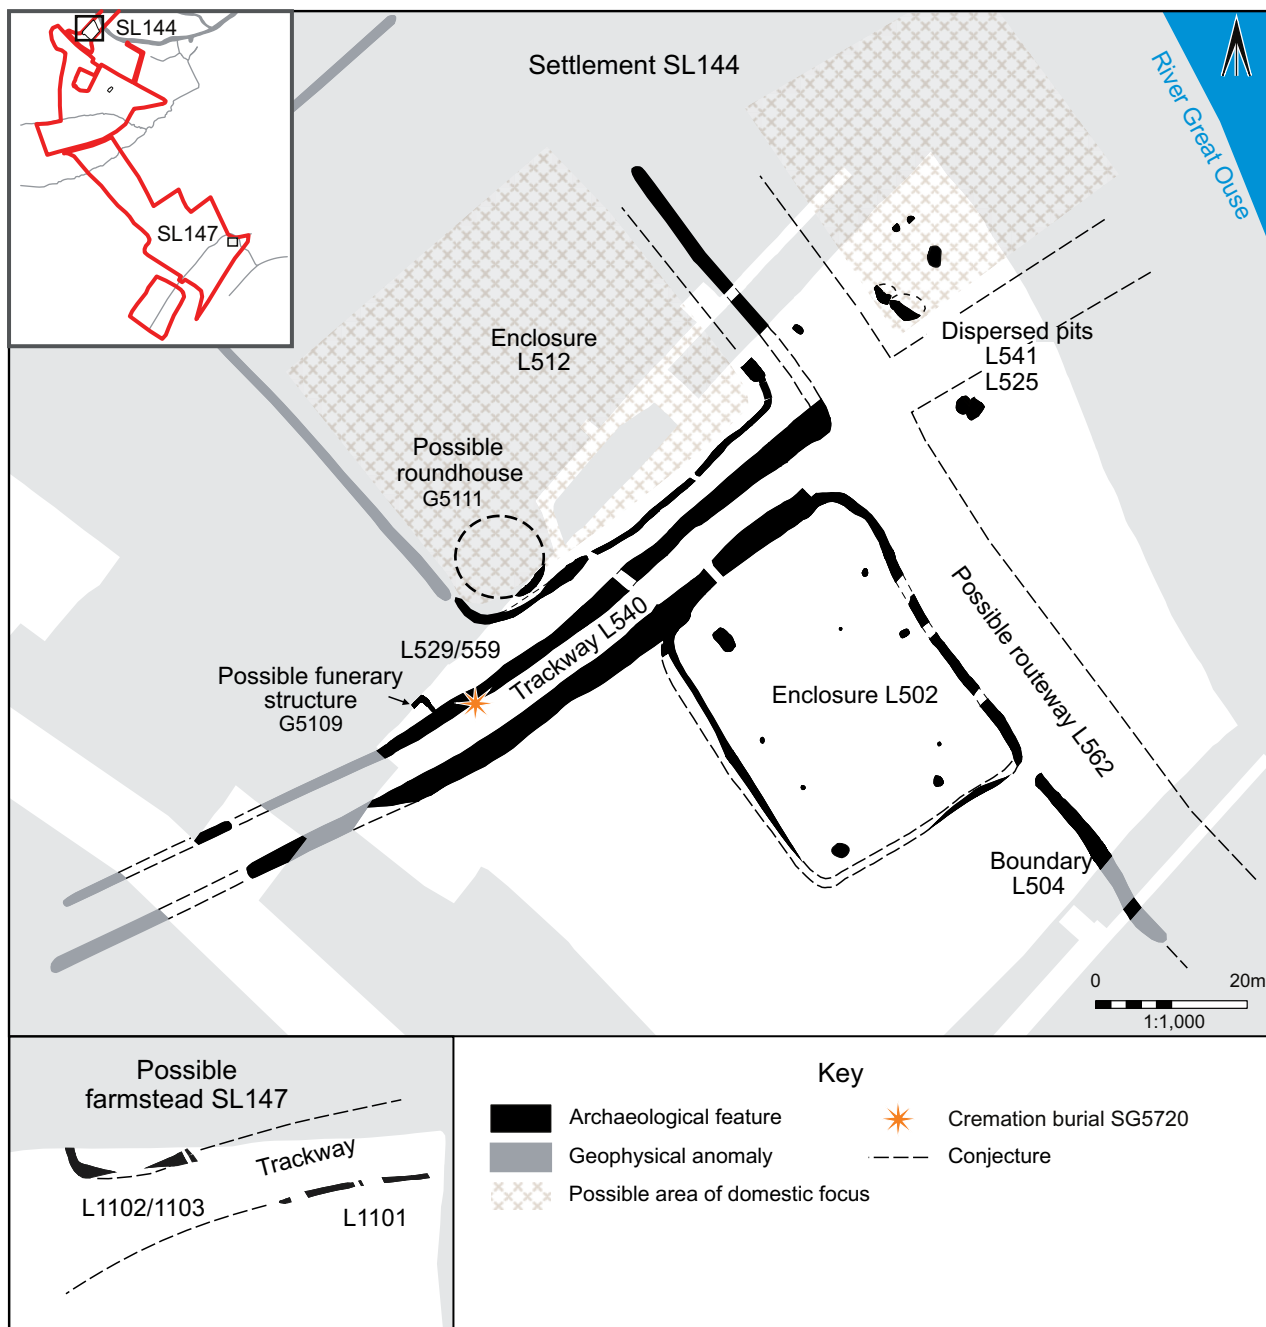 SL144
SL147
Settlement SL144
River Great Ouse
Enclosure
L512
Dispersed pits
L541
L525
Possible
roundhouse
G5111
L529/559
Trackway L540
Possible funerary
structure
G5109
Enclosure L502
Possible routeway L562
Boundary
L504
0 20m
1:1,000
Possible
farmstead SL147
Trackway
L1102/1103
L1101
Key
Archaeological feature
Geophysical anomaly
Possible area of domestic focus
Cremation burial SG5720
Conjecture